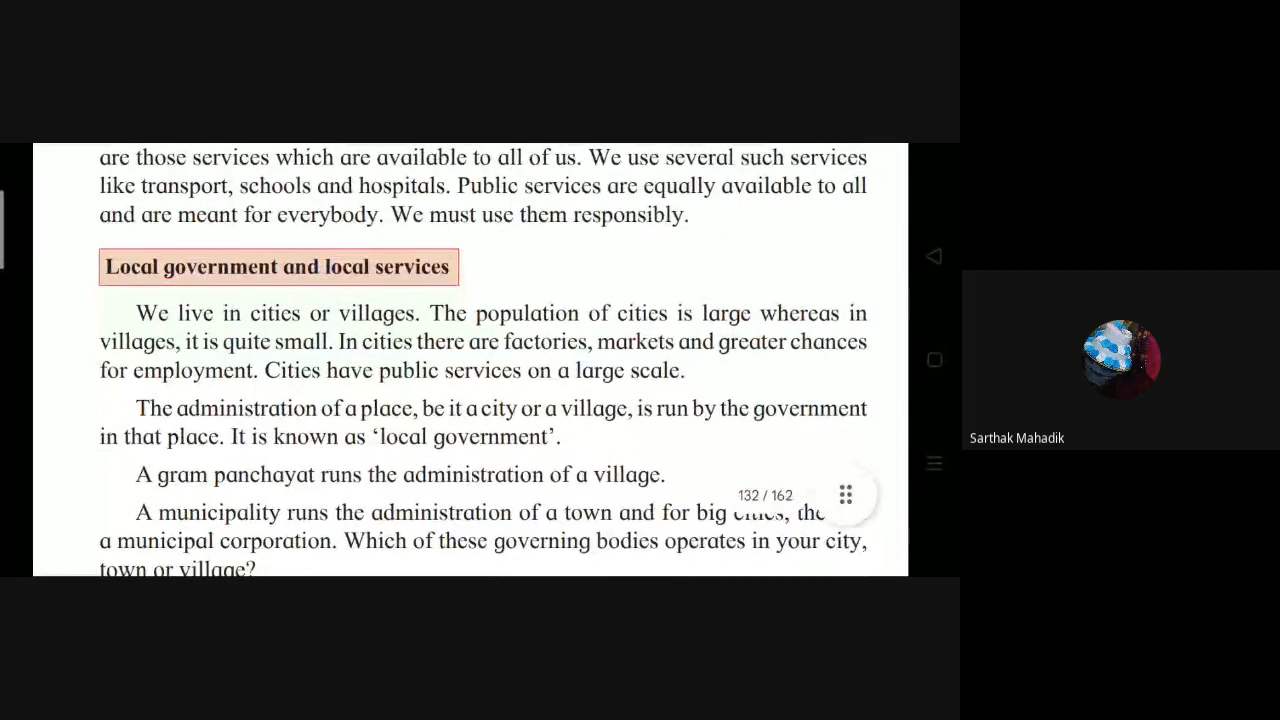 are those services which are available to all of us. We use several such services
like transport, schools and hospitals. Public services are equally available to all
and are meant for everybody. We must use them responsibly.
Local government and local services
We live in cities or villages. The population of cities is large whereas in
villages, it is quite small. In cities there are factories, markets and greater chances
for employment. Cities have public services on a large scale.
The administration of a place, be it a city or a village, is run by the government
in that place. It is known as ‘local government’.
A gram panchayat runs the administration of a village.
132 / 162
A municipality runs the administration of a town and for big cities,
a municipal corporation. Which of these governing bodies operates in your city,
town or village?
Sarthak Mahadik